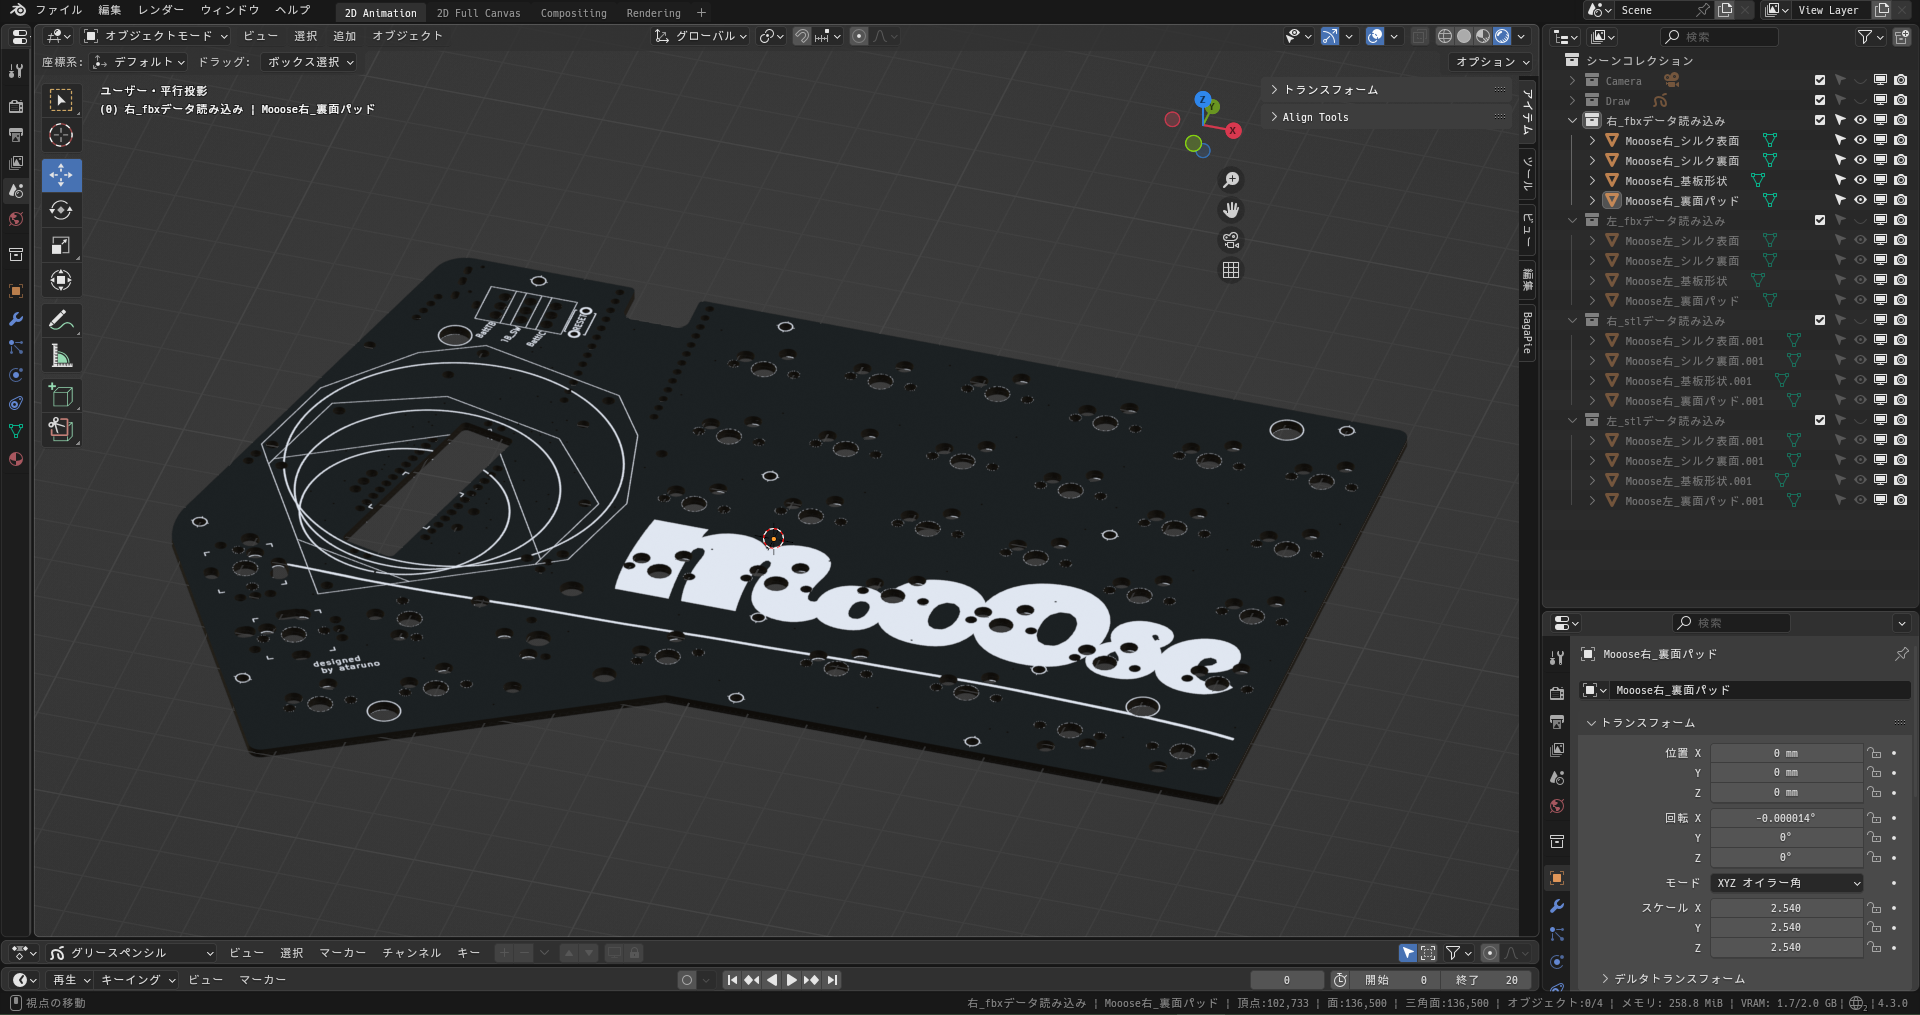 ファイル 編集 レンダー ウィンドウ ヘルプ 2D Animation 2D Full Canvas Compositing Rendering + Scene View Layer
オブジェクトモード ビュー 選択 追加 オブジェクト グローバル
座標系: デフォルト ドラッグ: ボックス選択 オプション
ユーザー・平行投影
(0) 右_fbxデータ読み込み | Mooose右_裏面パッド
Z
Y
X
トランスフォーム
Align Tools
アイテム
ツール
ビュー
編集
BagaPie
RESET
designed
by ataruno
mooOse
検索
シーンコレクション
Camera
Draw
右_fbxデータ読み込み
Mooose右_シルク表面
Mooose右_シルク裏面
Mooose右_基板形状
Mooose右_裏面パッド
左_fbxデータ読み込み
Mooose左_シルク表面
Mooose左_シルク裏面
Mooose左_基板形状
Mooose左_裏面パッド
右_stlデータ読み込み
Mooose右_シルク表面.001
Mooose右_シルク裏面.001
Mooose右_基板形状.001
Mooose右_裏面パッド.001
左_stlデータ読み込み
Mooose左_シルク表面.001
Mooose左_シルク裏面.001
Mooose左_基板形状.001
Mooose左_裏面パッド.001
検索
Mooose右_裏面パッド
Mooose右_裏面パッド
トランスフォーム
位置 X 0 mm
Y 0 mm
Z 0 mm
回転 X -0.000014°
Y 0°
Z 0°
モード XYZ オイラー角
スケール X 2.540
Y 2.540
Z 2.540
デルタトランスフォーム
グリースペンシル ビュー 選択 マーカー チャンネル キー
再生 キーイング ビュー マーカー 0 開始 0 終了 20
視点の移動 右_fbxデータ読み込み | Mooose右_裏面パッド | 頂点:102,733 | 面:136,500 | 三角面:136,500 | オブジェクト:0/4 | メモリ: 258.8 MiB | VRAM: 1.7/2.0 GB | 4.3.0